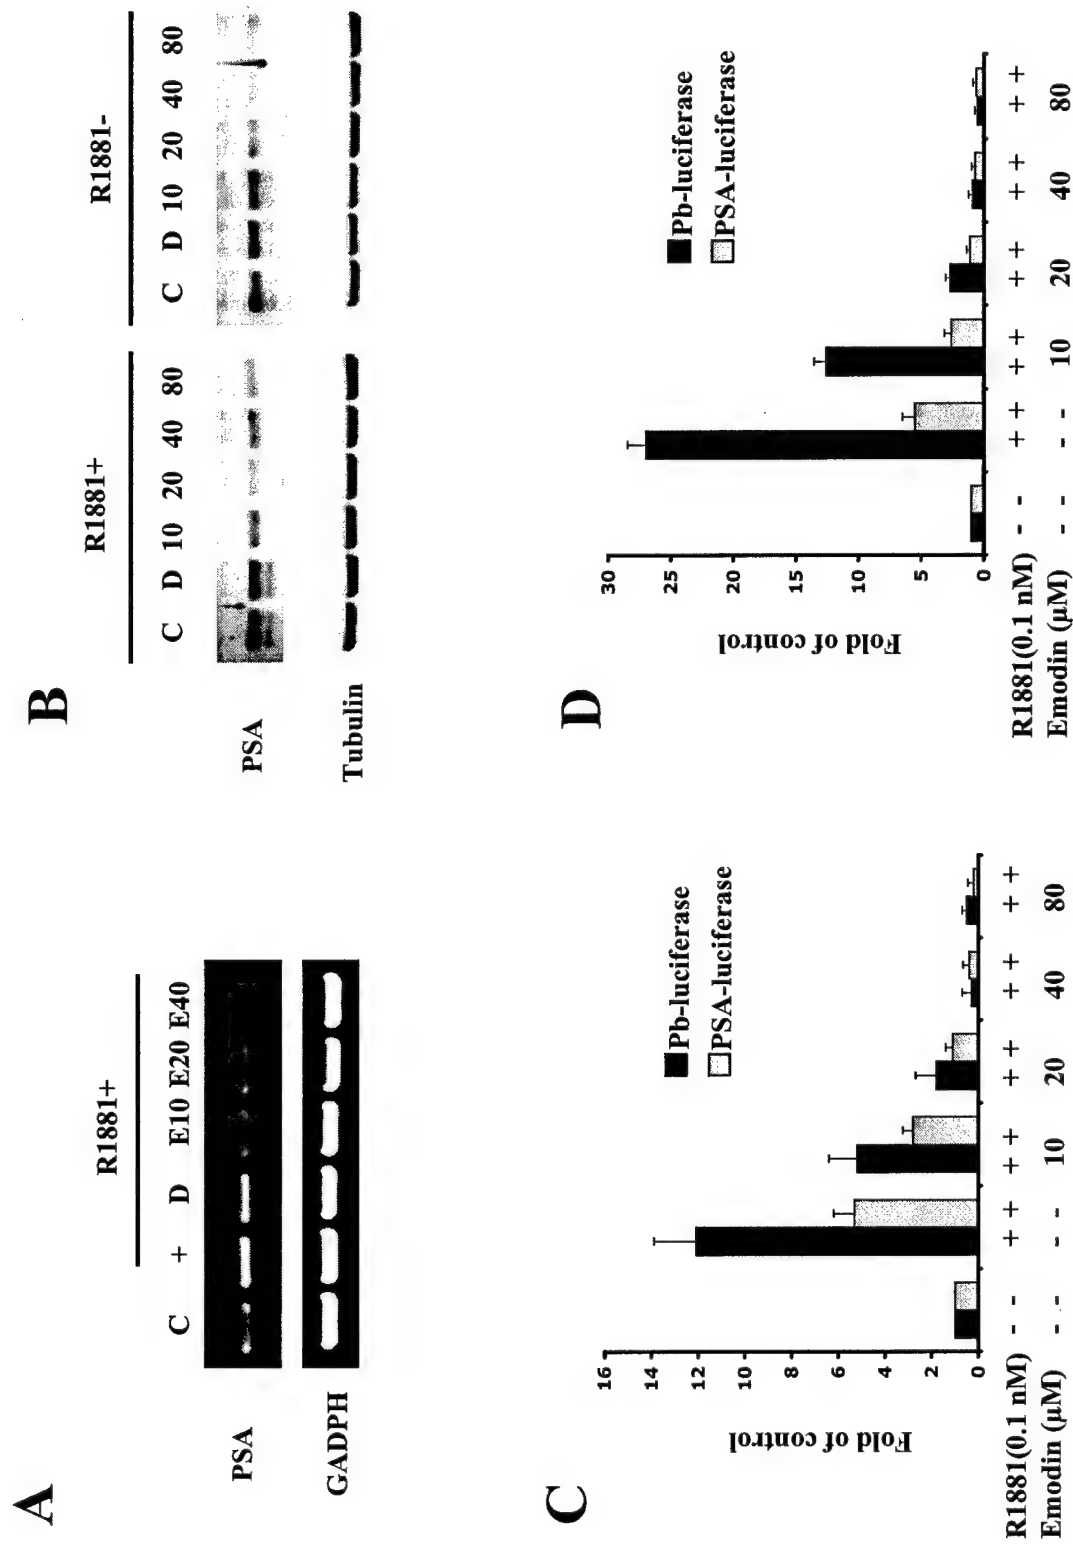 A
R1881+
C + D E10 E20 E40
PSA
GADPH
B
R1881+ R1881-
C D 10 20 40 80 C D 10 20 40 80
PSA
Tubulin
C
Fold of control
16
14
12
10
8
6
4
2
0
Pb-luciferase
PSA-luciferase
R1881(0.1 nM) - - + + + + + + + + + +
Emodin (µM) - - - - 10 20 40 80
D
Fold of control
30
25
20
15
10
5
0
Pb-luciferase
PSA-luciferase
R1881(0.1 nM) - - + + + + + + + + + +
Emodin (µM) - - - - 10 20 40 80